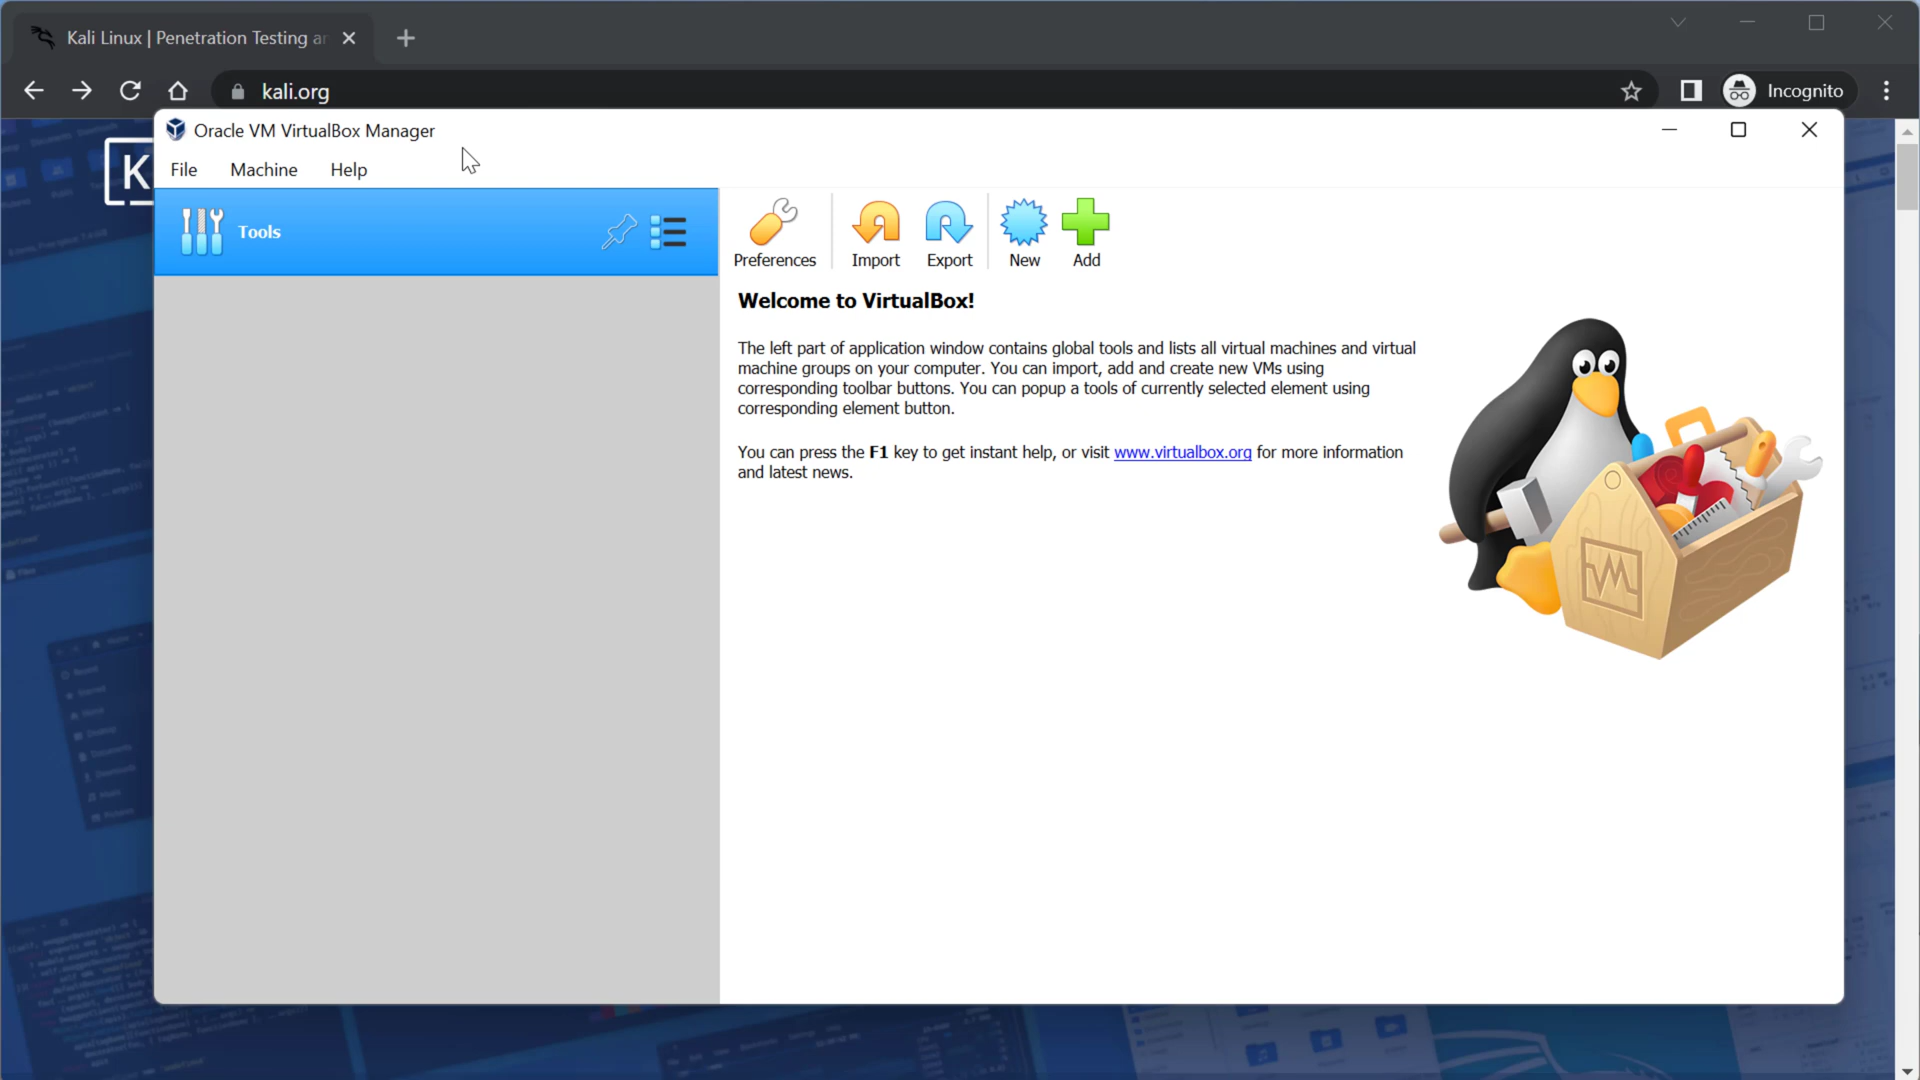 Kali Linux | Penetration Testing an
kali.org
Incognito
K
Oracle VM VirtualBox Manager
File Machine Help
Tools
Preferences Import Export New Add
Welcome to VirtualBox!
The left part of application window contains global tools and lists all virtual machines and virtual
machine groups on your computer. You can import, add and create new VMs using
corresponding toolbar buttons. You can popup a tools of currently selected element using
corresponding element button.
You can press the F1 key to get instant help, or visit www.virtualbox.org for more information
and latest news.